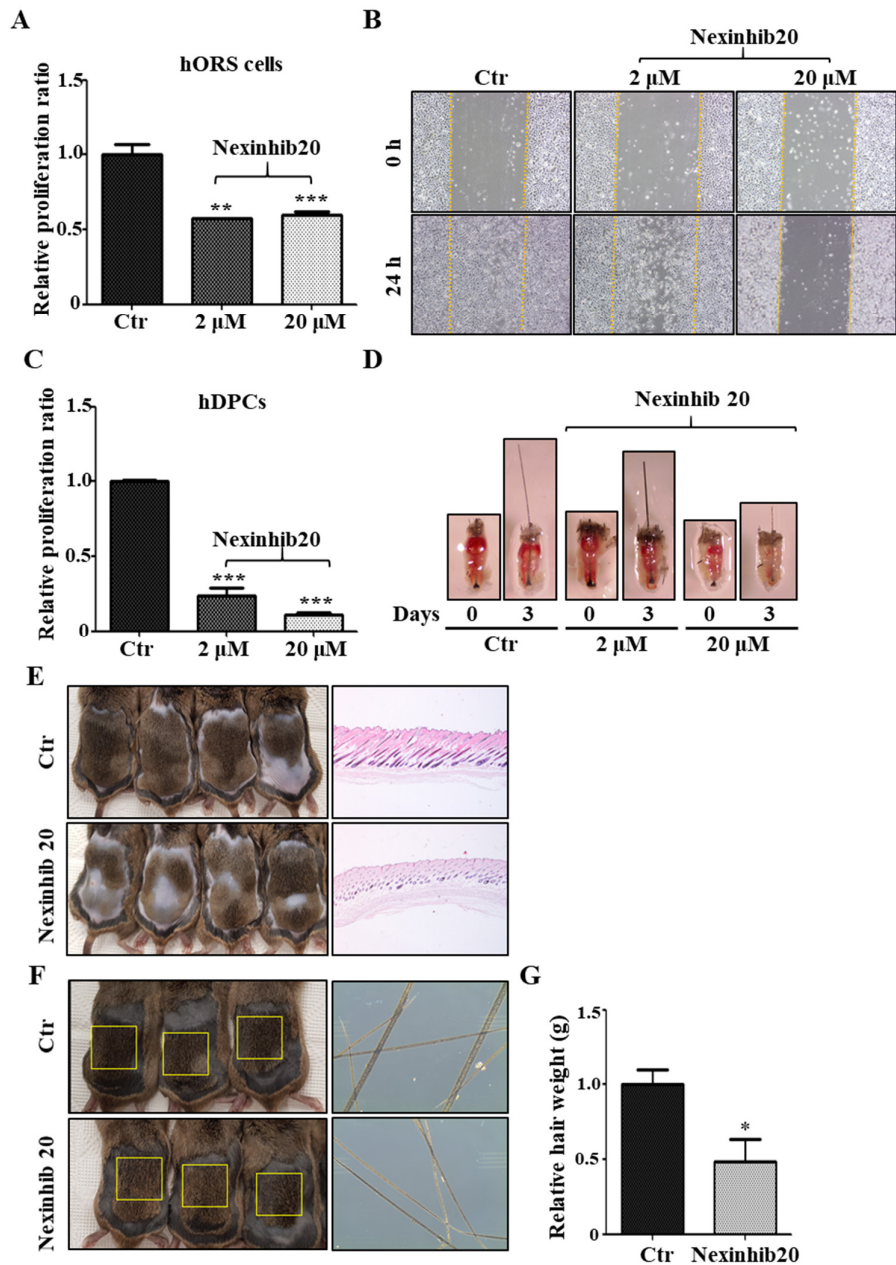 A
hORS cells
Relative proliferation ratio
1.5
1.0
0.5
0
Nexinhib20
**
***
Ctr
2 μM
20 μM
B
Nexinhib20
Ctr
2 μM
20 μM
0 h
24 h
C
hDPCs
Relative proliferation ratio
1.5
1.0
0.5
0
Nexinhib20
***
***
Ctr
2 μM
20 μM
D
Nexinhib 20
Days
0
3
0
3
0
3
Ctr
2 μM
20 μM
E
Ctr
Nexinhib 20
F
Ctr
Nexinhib 20
G
Relative hair weight (g)
1.5
1.0
0.5
0
*
Ctr
Nexinhib20